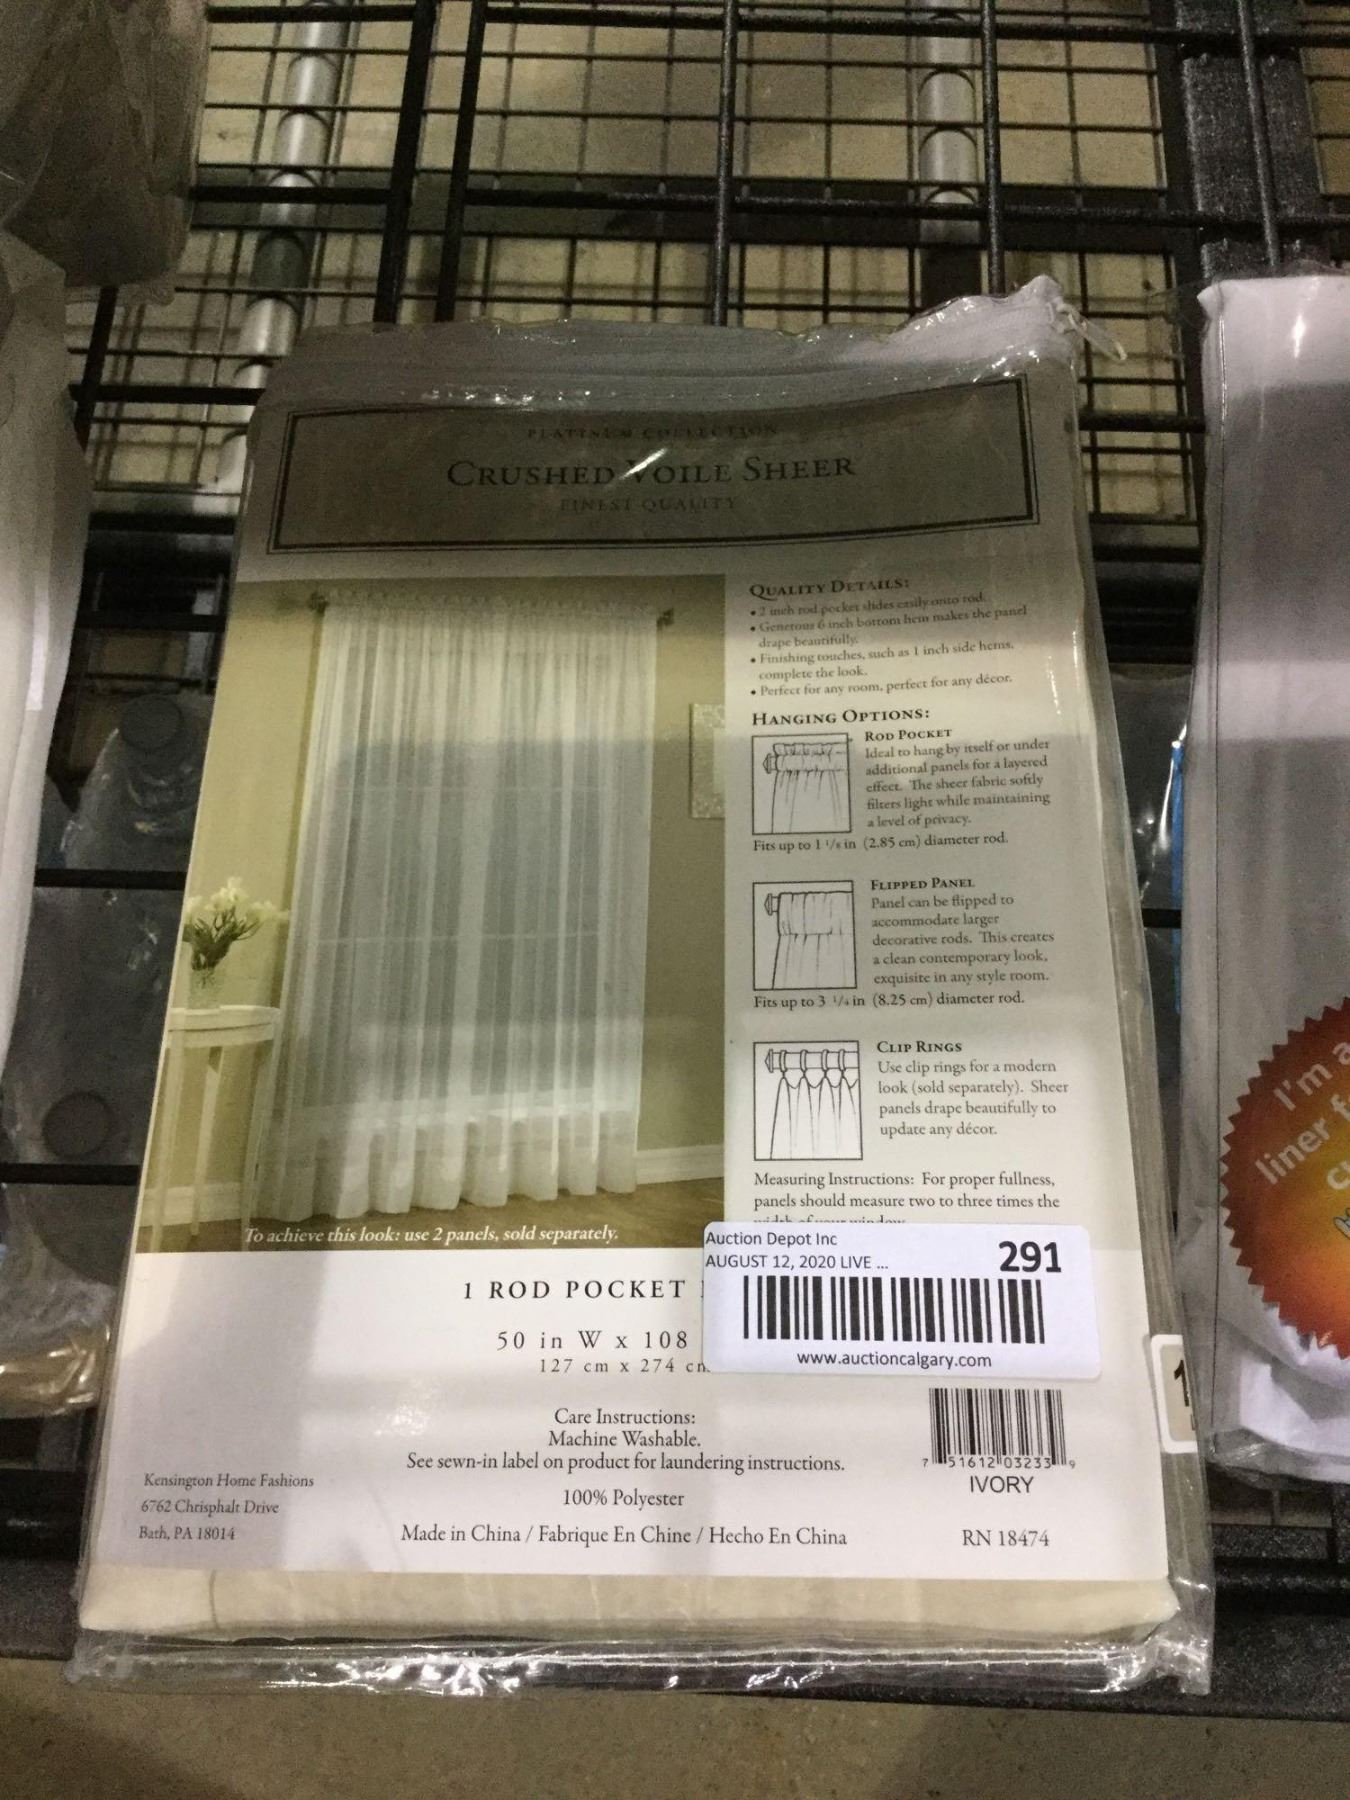 PLATINUM COLLECTION
CRUSHED VOILE SHEER
FINEST QUALITY
QUALITY DETAILS:
• 2 inch rod pocket slides easily onto rod.
• Generous 6 inch bottom hem makes the panel
drape beautifully.
• Finishing touches, such as 1 inch side hems,
complete the look.
• Perfect for any room, perfect for any décor.
HANGING OPTIONS:
ROD POCKET
Ideal to hang by itself or under
additional panels for a layered
effect. The sheer fabric softly
filters light while maintaining
a level of privacy.
Fits up to 1 1/8 in (2.85 cm) diameter rod.
FLIPPED PANEL
Panel can be flipped to
accommodate larger
decorative rods. This creates
a clean contemporary look,
exquisite in any style room.
Fits up to 3 1/4 in (8.25 cm) diameter rod.
CLIP RINGS
Use clip rings for a modern
look (sold separately). Sheer
panels drape beautifully to
update any décor.
Measuring Instructions: For proper fullness,
panels should measure two to three times the
width of your window.
To achieve this look: use 2 panels, sold separately.
Auction Depot Inc
AUGUST 12, 2020 LIVE ...
291
www.auctioncalgary.com
1 ROD POCKET
50 in W x 108
127 cm x 274 cm
Care Instructions:
Machine Washable.
See sewn-in label on product for laundering instructions.
100% Polyester
Made in China / Fabrique En Chine / Hecho En China
Kensington Home Fashions
6762 Chrisphalt Drive
Bath, PA 18014
7 51612 03233 9
IVORY
RN 18474
I'm a
liner f